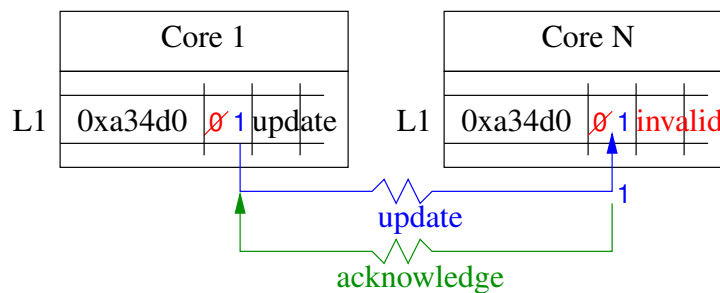 Core 1 Core N
L1 0xa34d0 0 1 update L1 0xa34d0 0 1 invalid
1
update
acknowledge